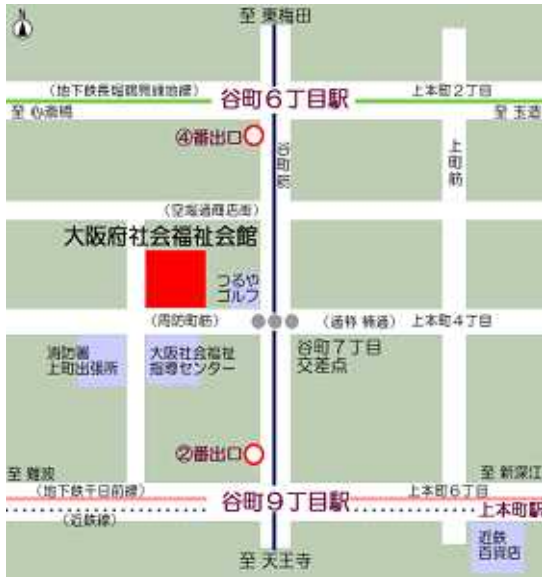 N
至 東梅田
(地下鉄長堀鶴見緑地線)
谷町6丁目駅
上本町2丁目
至 心斎橋
至 玉造
④番出口
谷町筋
上町筋
(空堀通商店街)
大阪府社会福祉会館
つるや
ゴルフ
(周防町筋)
(通称 楠通)
上本町4丁目
消防署
上町出張所
大阪社会福祉
指導センター
谷町7丁目
交差点
②番出口
至 難波
至 新深江
(地下鉄千日前線)
谷町9丁目駅
上本町6丁目
上本町駅
(近鉄線)
近鉄
百貨店
至 天王寺